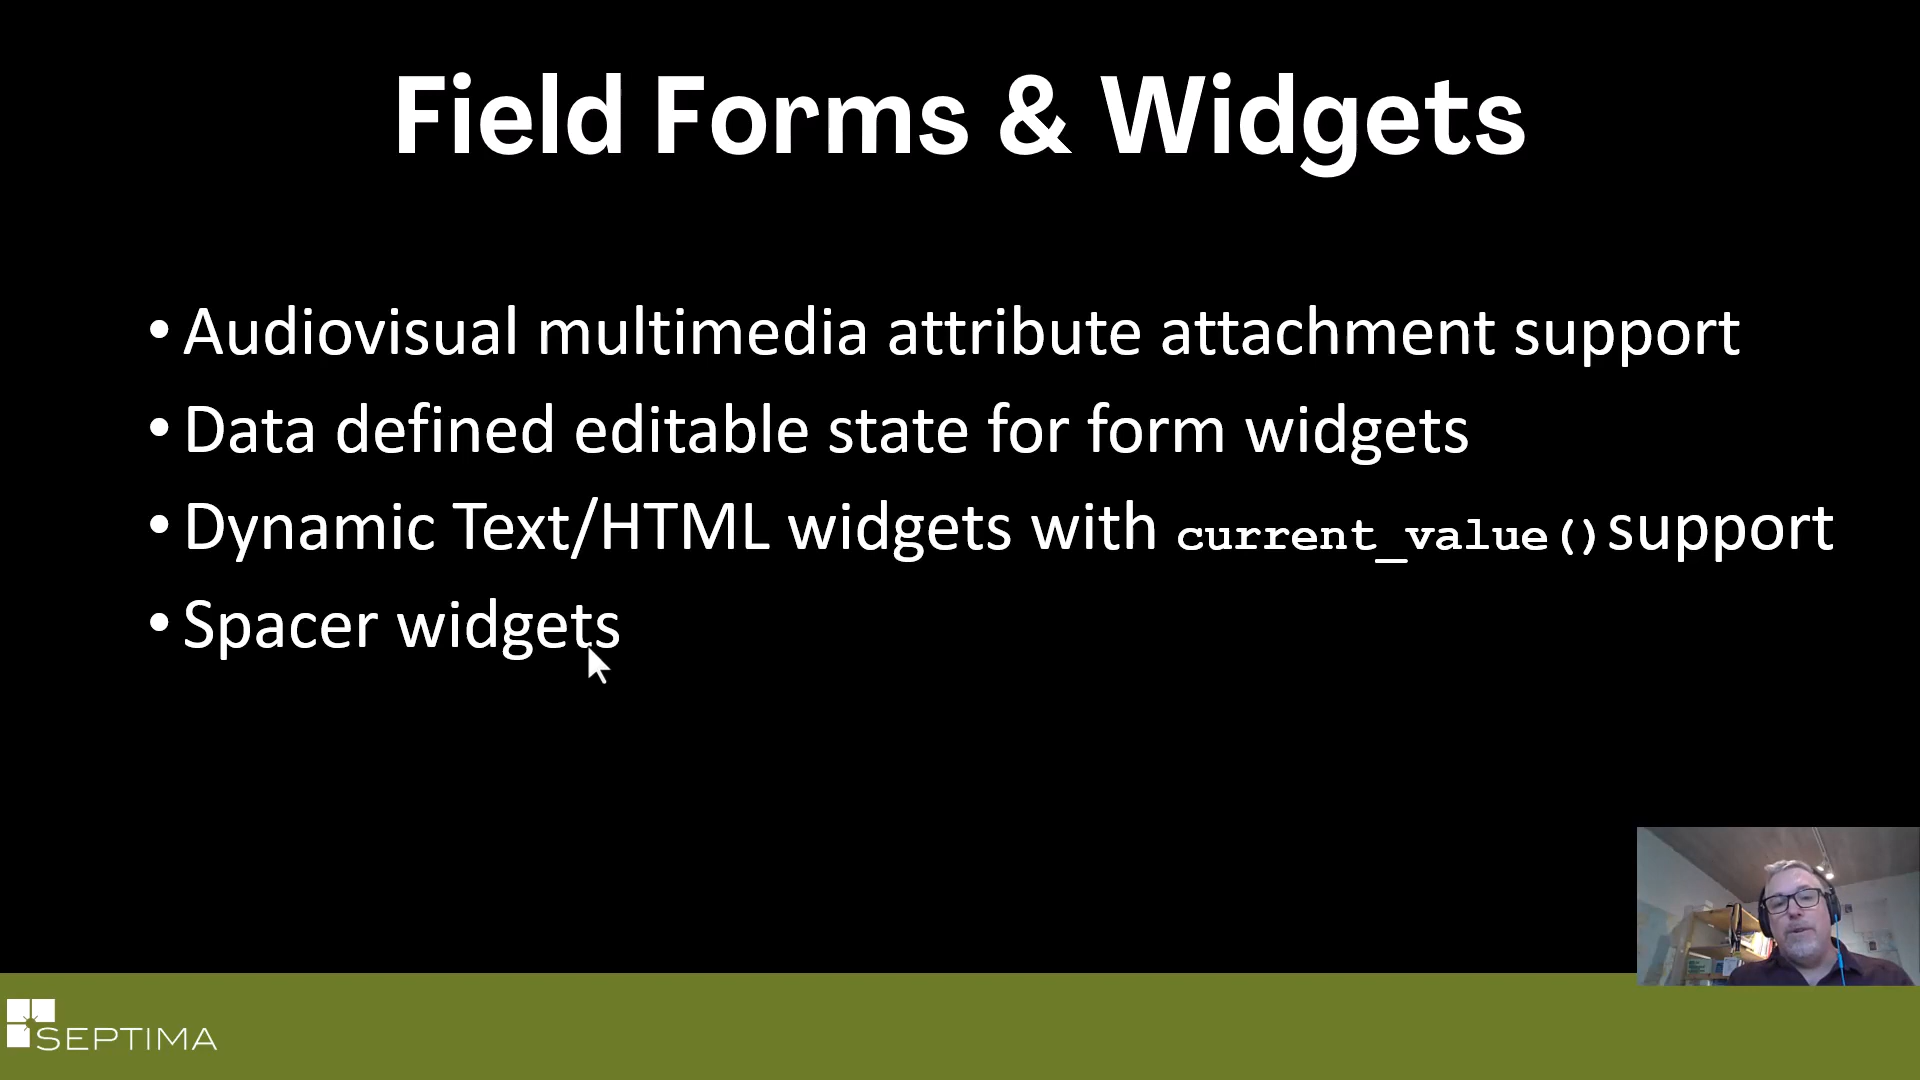 Field Forms & Widgets
• Audiovisual multimedia attribute attachment support
• Data defined editable state for form widgets
• Dynamic Text/HTML widgets with current_value() support
• Spacer widgets
SEPTIMA